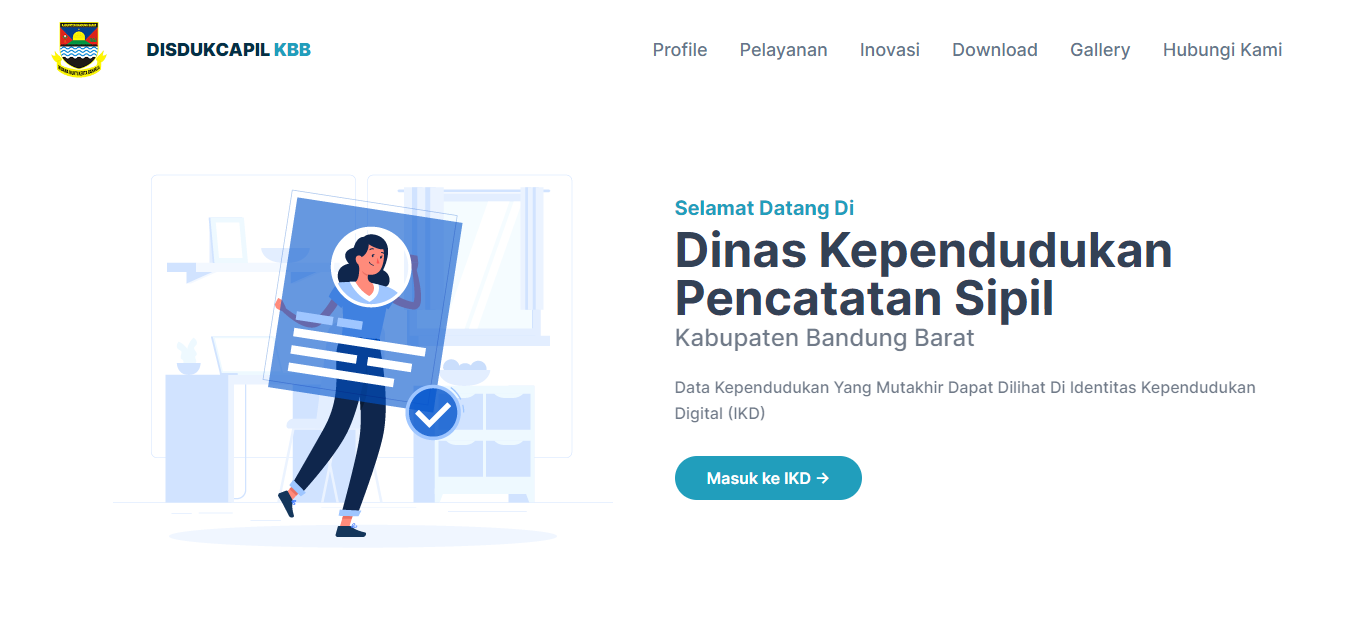 DISDUKCAPIL KBB
Profile
Pelayanan
Inovasi
Download
Gallery
Hubungi Kami
Selamat Datang Di
Dinas Kependudukan
Pencatatan Sipil
Kabupaten Bandung Barat
Data Kependudukan Yang Mutakhir Dapat Dilihat Di Identitas Kependudukan
Digital (IKD)
Masuk ke IKD →